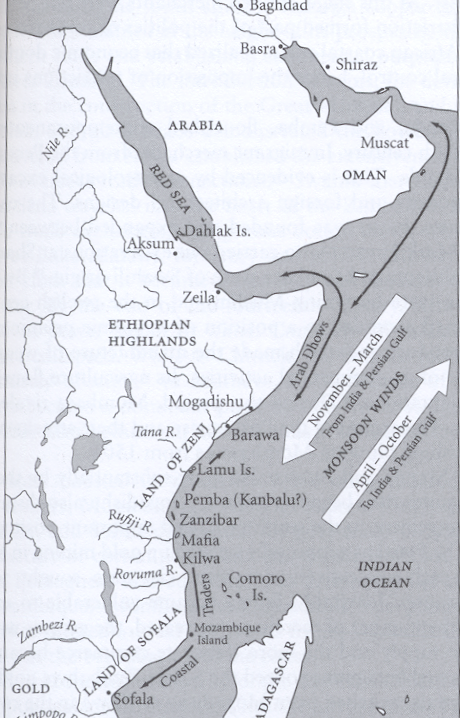 Baghdad
Basra
Shiraz
Nile R.
ARABIA
Muscat
OMAN
RED SEA
Dahlak Is.
Aksum
Zeila
ETHIOPIAN
HIGHLANDS
Arab Dhows
November – March
From India & Persian Gulf
MONSOON WINDS
April – October
To India & Persian Gulf
Mogadishu
Barawa
Tana R.
LAND OF ZENJ
Lamu Is.
Pemba (Kanbalu?)
Zanzibar
Rufiji R.
Mafia
Kilwa
Rovuma R.
Comoro
Is.
INDIAN
OCEAN
Traders
Mozambique
Island
Coastal
Zambezi R.
LAND OF SOFALA
GOLD
Sofala
Limpopo R.
ADAGASCAR